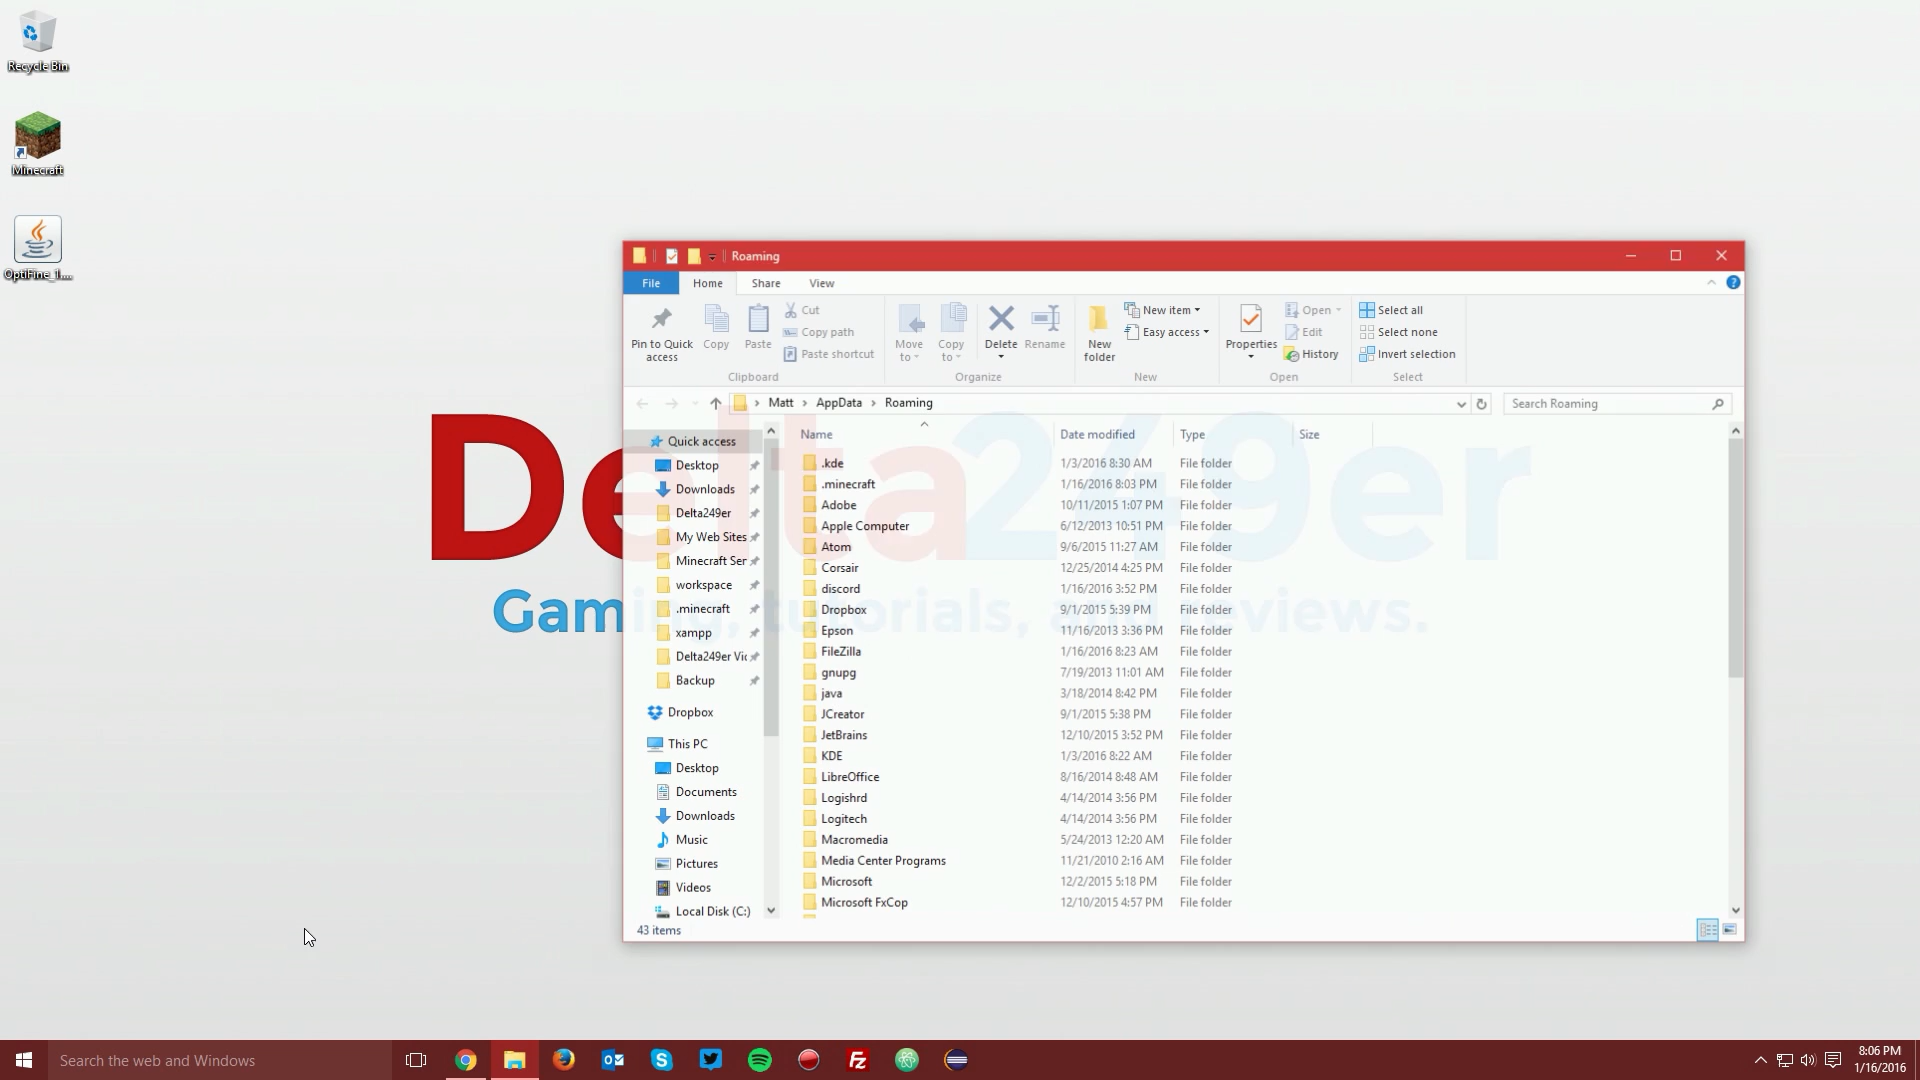 Recycle Bin
Minecraft
OptiFine_1....
Roaming
File
Home
Share
View
Pin to Quick access
Copy
Paste
Cut
Copy path
Paste shortcut
Clipboard
Move to
Copy to
Delete
Rename
Organize
New folder
New item
Easy access
New
Properties
Open
Edit
History
Open
Select all
Select none
Invert selection
Select
Matt > AppData > Roaming
Search Roaming
Quick access
Desktop
Downloads
Delta249er
My Web Sites
Minecraft Ser
workspace
.minecraft
xampp
Delta249er Vic
Backup
Dropbox
This PC
Desktop
Documents
Downloads
Music
Pictures
Videos
Local Disk (C:)
Name Date modified Type Size
.kde 1/3/2016 8:30 AM File folder
.minecraft 1/16/2016 8:03 PM File folder
Adobe 10/11/2015 1:07 PM File folder
Apple Computer 6/12/2013 10:51 PM File folder
Atom 9/6/2015 11:27 AM File folder
Corsair 12/25/2014 4:25 PM File folder
discord 1/16/2016 3:52 PM File folder
Dropbox 9/1/2015 5:39 PM File folder
Epson 11/16/2013 3:36 PM File folder
FileZilla 1/16/2016 8:23 AM File folder
gnupg 7/19/2013 11:01 AM File folder
java 3/18/2014 8:42 PM File folder
JCreator 9/1/2015 5:38 PM File folder
JetBrains 12/10/2015 3:52 PM File folder
KDE 1/3/2016 8:22 AM File folder
LibreOffice 8/16/2014 8:48 AM File folder
Logishrd 4/14/2014 3:56 PM File folder
Logitech 4/14/2014 3:56 PM File folder
Macromedia 5/24/2013 12:20 AM File folder
Media Center Programs 11/21/2010 2:16 AM File folder
Microsoft 12/2/2015 5:18 PM File folder
Microsoft FxCop 12/10/2015 4:57 PM File folder
43 items
Delta249er
Gaming, tutorials, and reviews.
Search the web and Windows
8:06 PM
1/16/2016